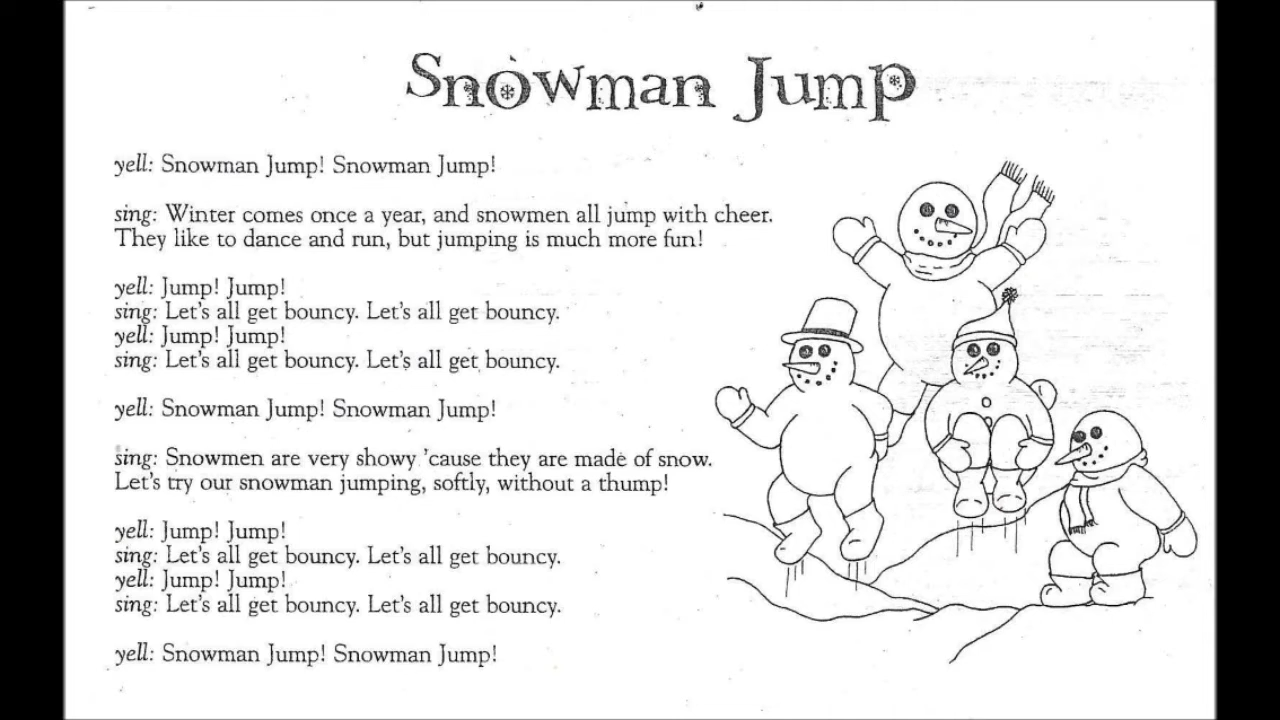 Snowman Jump
yell: Snowman Jump! Snowman Jump!
sing: Winter comes once a year, and snowmen all jump with cheer.
They like to dance and run, but jumping is much more fun!
yell: Jump! Jump!
sing: Let's all get bouncy. Let's all get bouncy.
yell: Jump! Jump!
sing: Let's all get bouncy. Let's all get bouncy.
yell: Snowman Jump! Snowman Jump!
sing: Snowmen are very showy 'cause they are made of snow.
Let's try our snowman jumping, softly, without a thump!
yell: Jump! Jump!
sing: Let's all get bouncy. Let's all get bouncy.
yell: Jump! Jump!
sing: Let's all get bouncy. Let's all get bouncy.
yell: Snowman Jump! Snowman Jump!